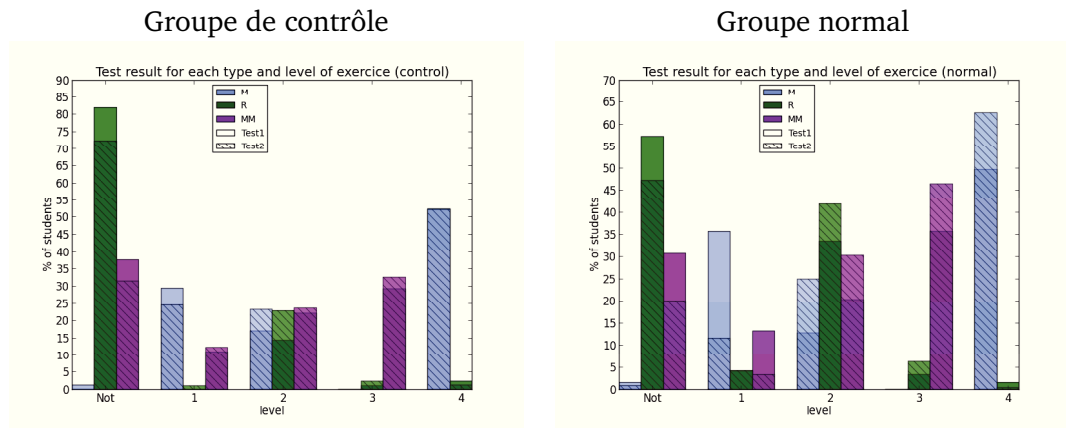 Groupe de contrôle
Test result for each type and level of exercice (control)
90
85
80
75
70
65
60
55
50
45
40
35
30
25
20
15
10
5
0
% of students
M
R
MM
Test1
Test2
Not 1 2 3 4
level
Groupe normal
Test result for each type and level of exercice (normal)
70
65
60
55
50
45
40
35
30
25
20
15
10
5
0
% of students
M
R
MM
Test1
Test2
Not 1 2 3 4
level